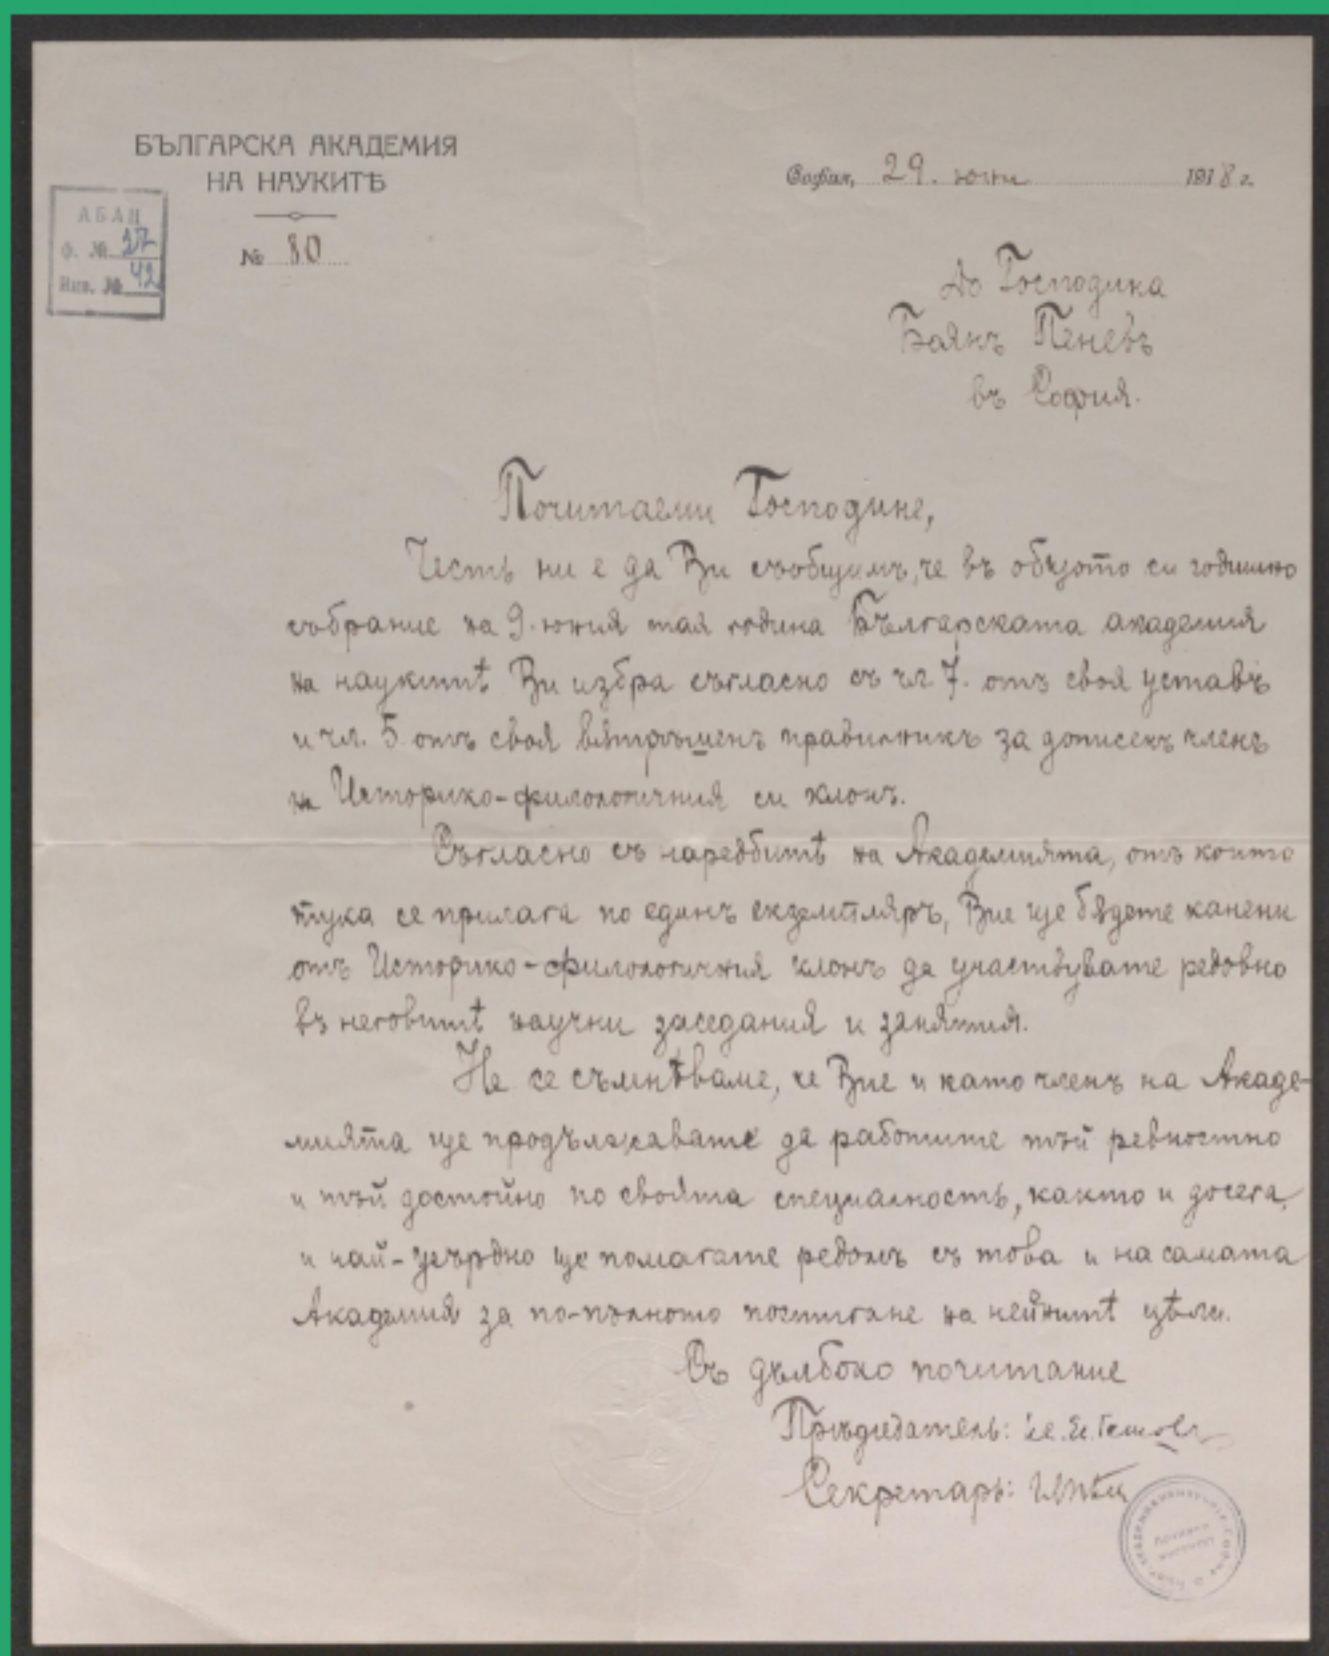 БЪЛГАРСКА АКАДЕМИЯ
НА НАУКИТѢ
№ 80
АБАН
ф. № 37
Инв. № 42
София, 29. юни 1918 г.
До Господина
Боянъ Пеневъ
въ София.
Почитаеми Господине,
Честь ни е да Ви съобщимъ, че въ общото си годишно
събрание на 9. юния тая година Българската академия
на наукитѣ Ви избра съгласно съ чл. 7. отъ своя уставъ
и чл. 5 отъ своя вѫтрѣшенъ правилникъ за дописенъ членъ
на Историко-филологичния си клонъ.
Съгласно съ наредбитѣ на Академията, отъ които
тука се прилага по единъ екземпляръ, Вие ще бѫдете канени
отъ Историко-филологичния клонъ да участвувате редовно
въ неговитѣ научни заседания и занятия.
Не се съмнѣваме, че Вие и като членъ на Акаде-
мията ще продължавате да работите тъй ревностно
и тъй достойно по своята специалность, както и досега,
и най-усърдно ще помагате редомъ съ това и на самата
Академия за по-пълното постигане на нейнитѣ цѣли.
Съ дълбоко почитание
Прѣдседатель: Ив. Ев. Гешовъ
Секретарь: